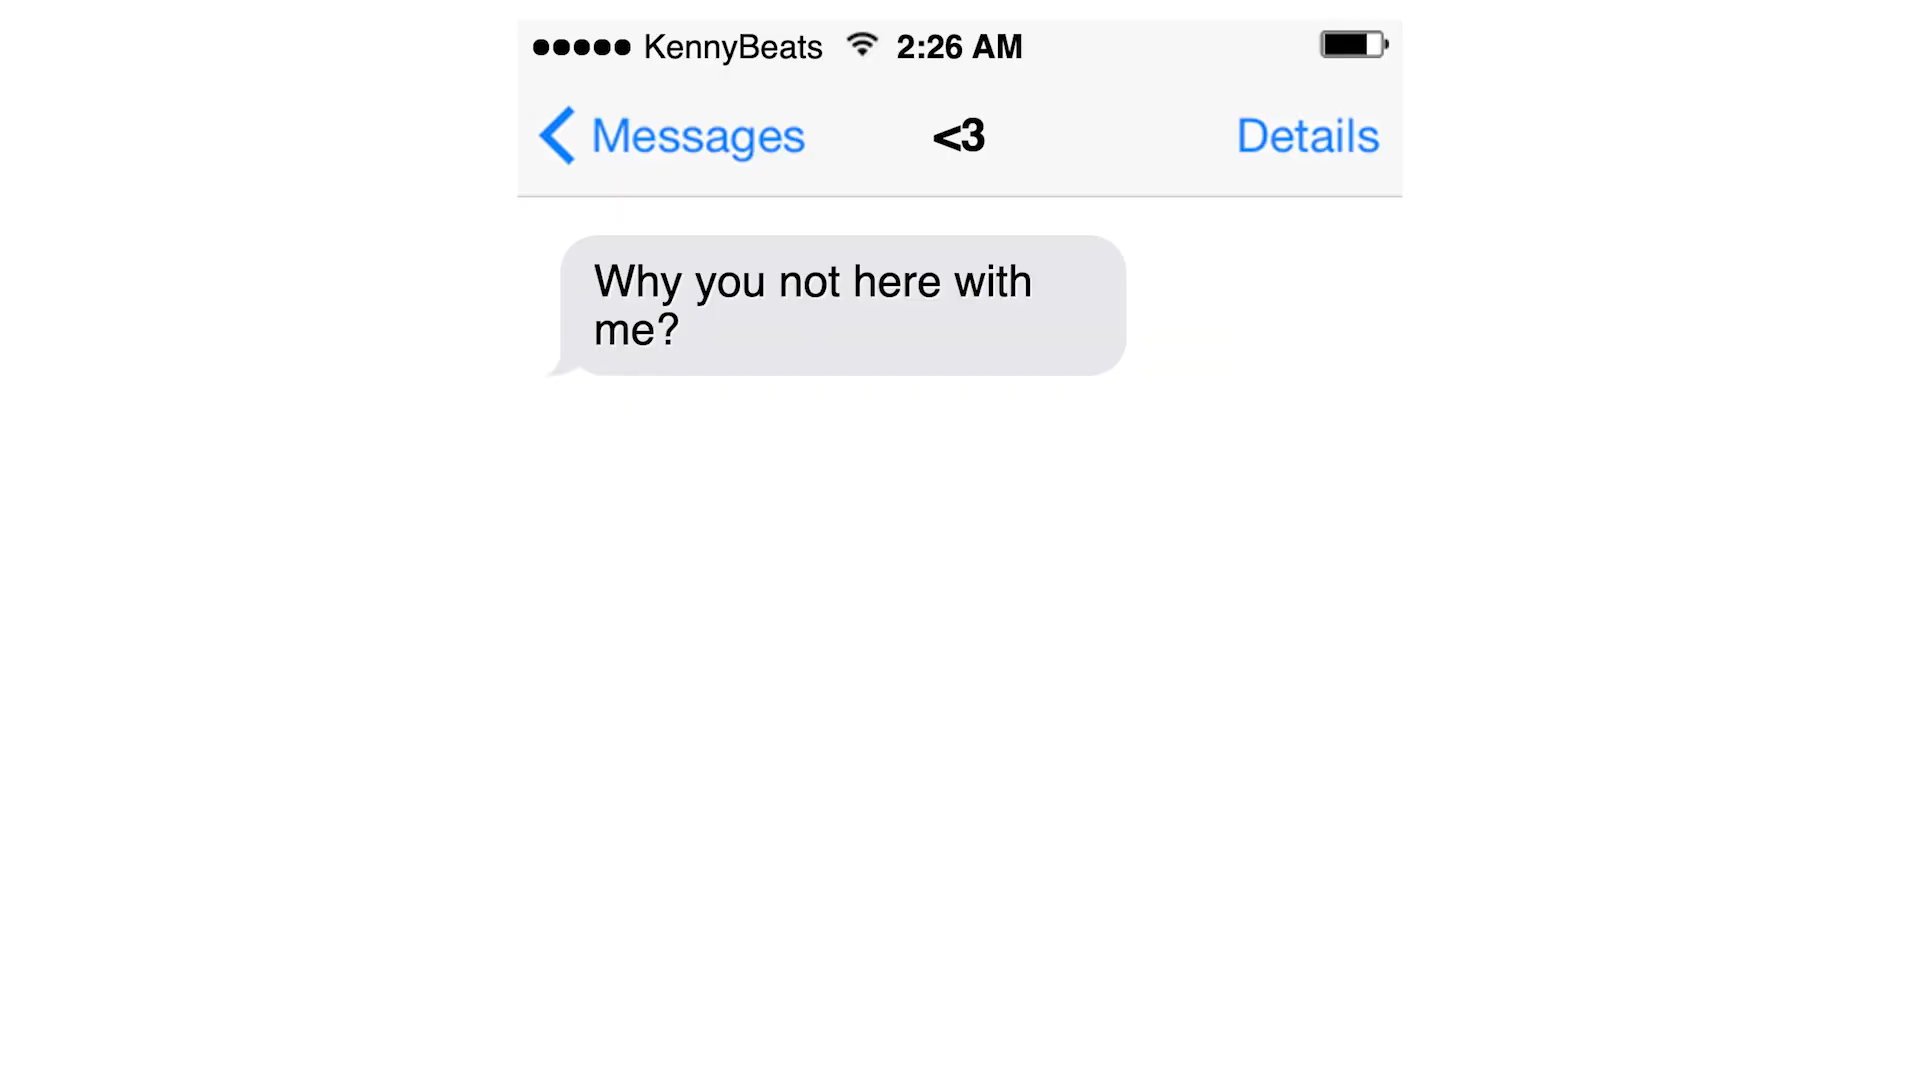 KennyBeats 2:26 AM
Messages <3 Details
Why you not here with
me?